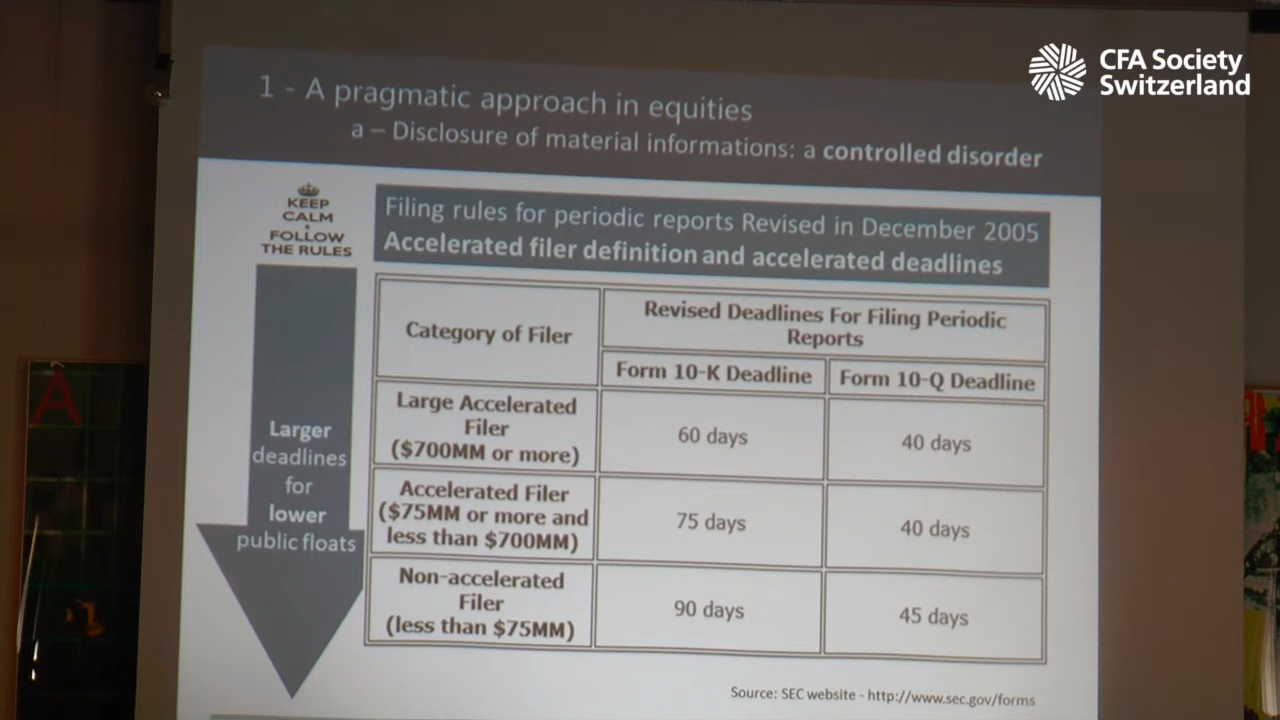 CFA Society
Switzerland
1 - A pragmatic approach in equities
a – Disclosure of material informations: a controlled disorder
KEEP
CALM
&
FOLLOW
THE RULES
Filing rules for periodic reports Revised in December 2005
Accelerated filer definition and accelerated deadlines
Category of Filer
Revised Deadlines For Filing Periodic
Reports
Form 10-K Deadline
Form 10-Q Deadline
Large Accelerated
Filer
($700MM or more)
60 days
40 days
Accelerated Filer
($75MM or more and
less than $700MM)
75 days
40 days
Non-accelerated
Filer
(less than $75MM)
90 days
45 days
Larger
deadlines
for
lower
public floats
Source: SEC website - http://www.sec.gov/forms
A